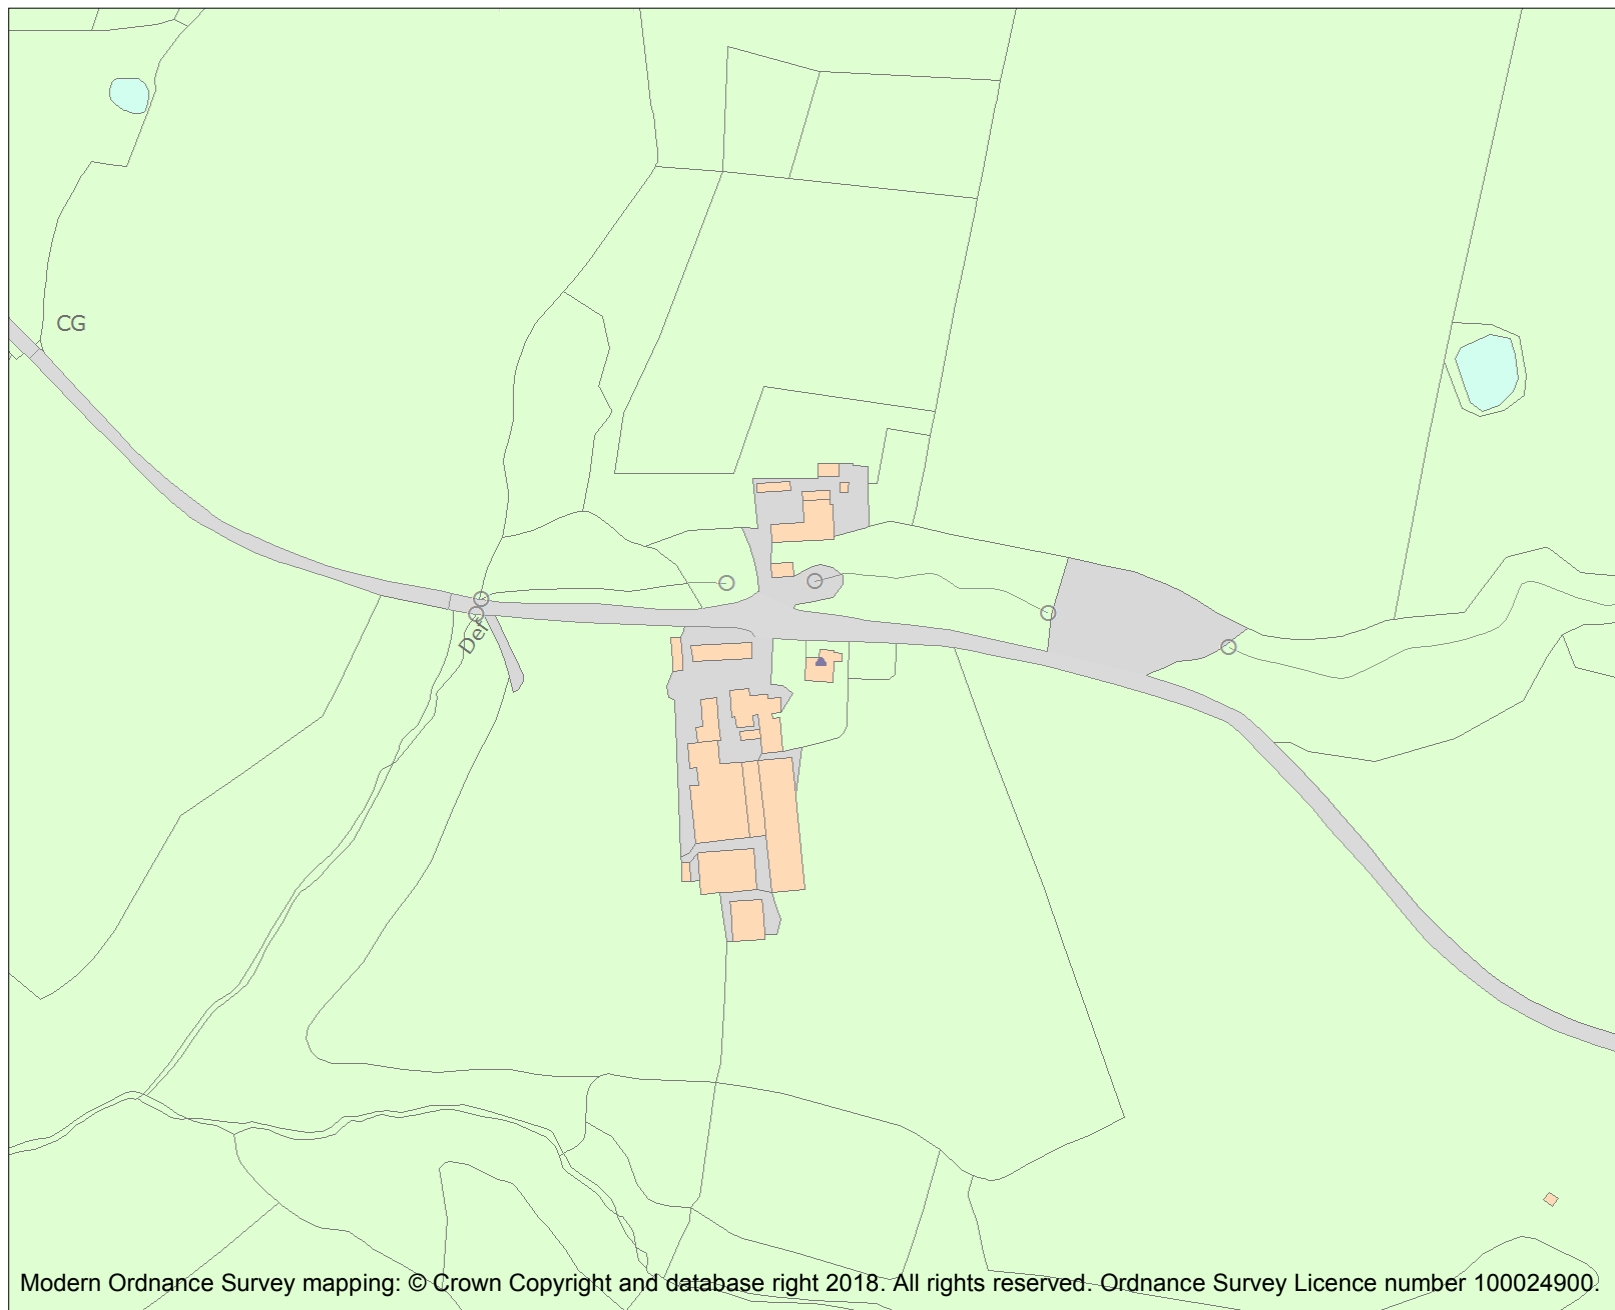 CG
Def
Modern Ordnance Survey mapping: © Crown Copyright and database right 2018. All rights reserved. Ordnance Survey Licence number 100024900.